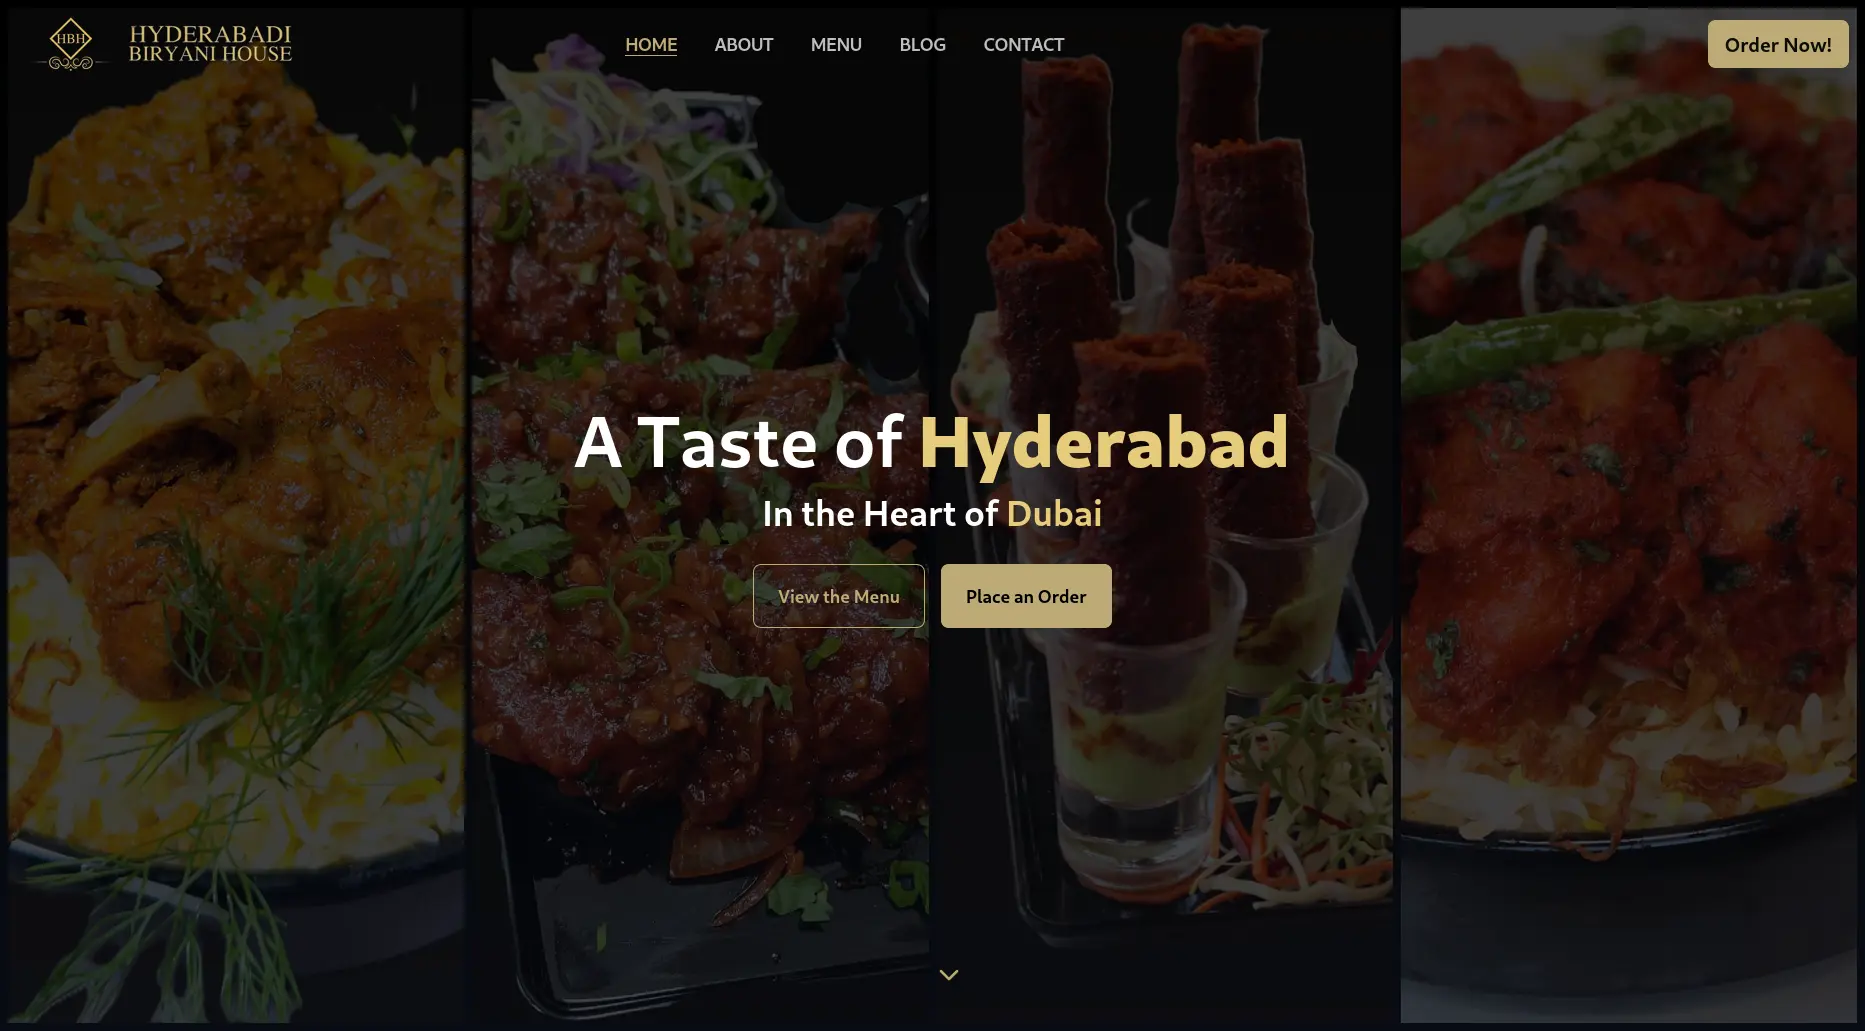 HBH
HYDERABADI
BIRYANI HOUSE
HOME ABOUT MENU BLOG CONTACT
Order Now!
A Taste of Hyderabad
In the Heart of Dubai
View the Menu
Place an Order